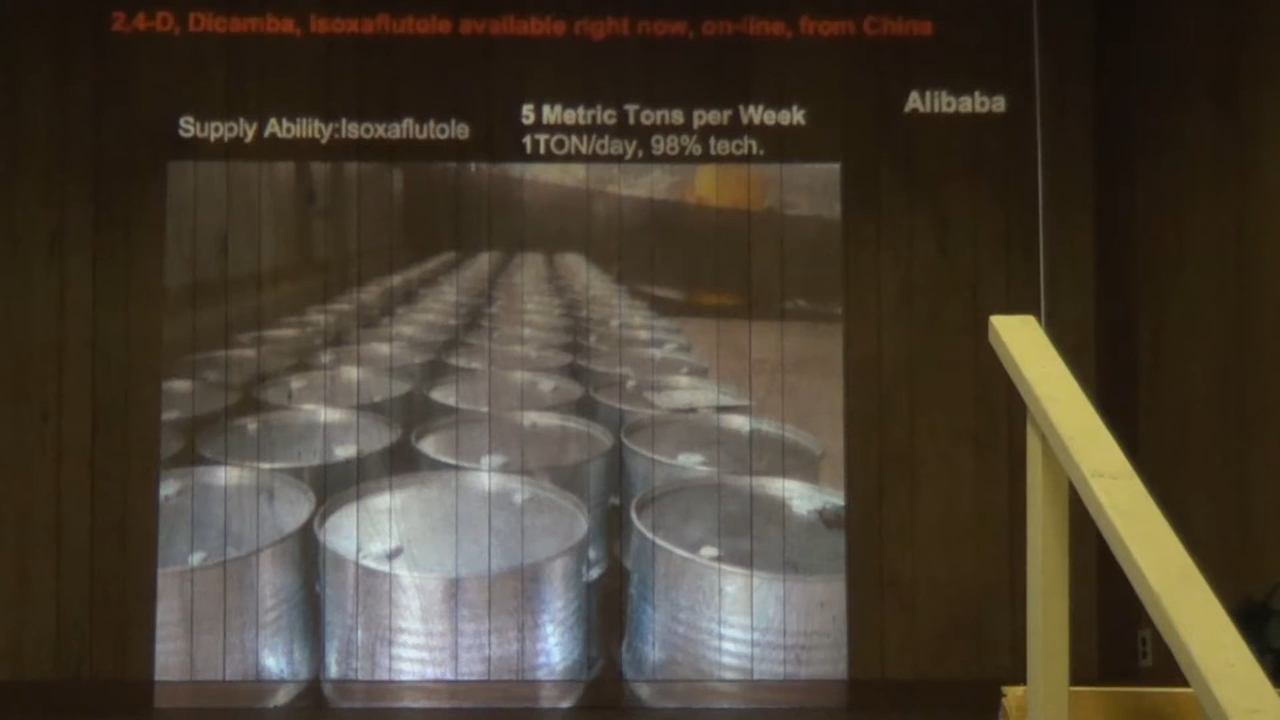 2,4-D, Dicamba, Isoxaflutole available right now, on-line, from China
Alibaba
Supply Ability:Isoxaflutole
5 Metric Tons per Week
1TON/day, 98% tech.